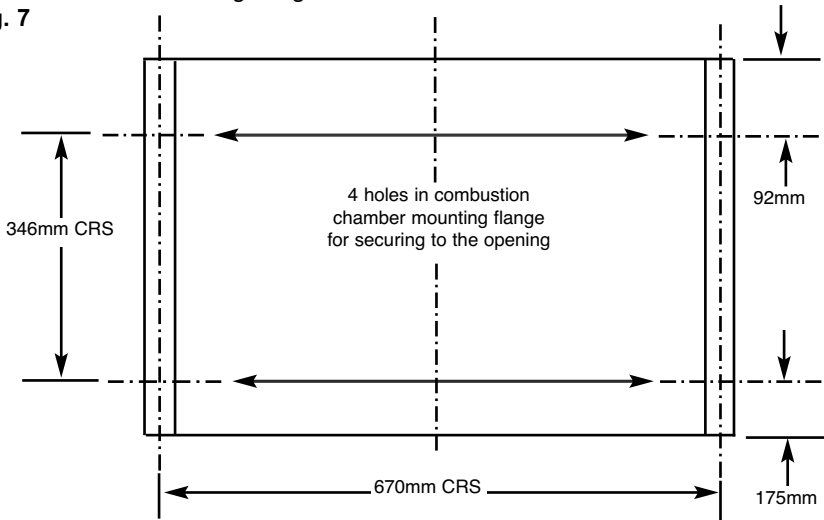 g. 7
4 holes in combustion
chamber mounting flange
for securing to the opening
346mm CRS
92mm
670mm CRS
175mm